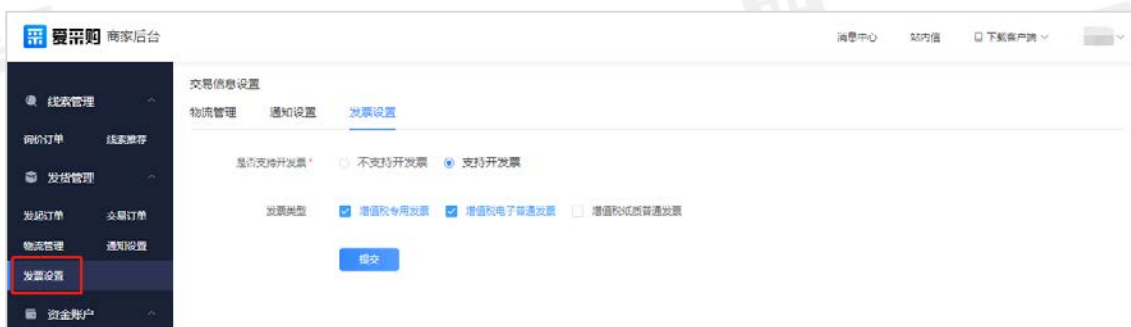 采 爱采购 商家后台
消息中心 站内信 下载客户端
线索管理
询价订单 线索推荐
发货管理
发起订单 交易订单
物流管理 通知设置
发票设置
资金账户
交易信息设置
物流管理 通知设置 发票设置
是否支持开发票* 不支持开发票 支持开发票
发票类型 增值税专用发票 增值税电子普通发票 增值税纸质普通发票
提交